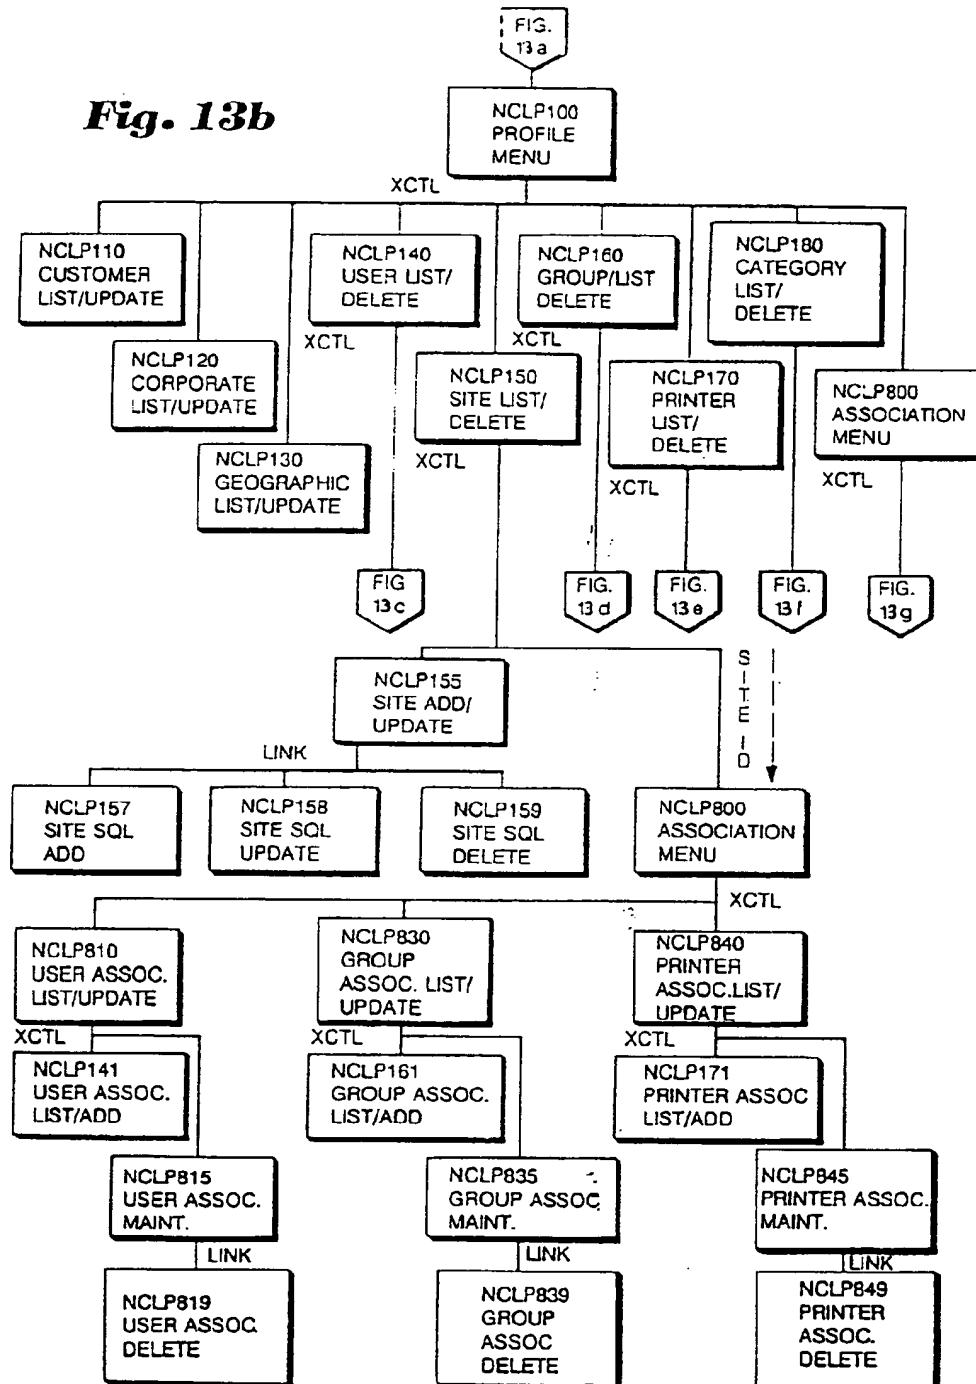 FIG.
13a
Fig. 13b
NCLP100
PROFILE
MENU
XCTL
NCLP110
CUSTOMER
LIST/UPDATE
NCLP140
USER LIST/
DELETE
NCLP160
GROUP/LIST
DELETE
NCLP180
CATEGORY
LIST/
DELETE
XCTL
XCTL
NCLP120
CORPORATE
LIST/UPDATE
NCLP150
SITE LIST/
DELETE
NCLP170
PRINTER
LIST/
DELETE
NCLP800
ASSOCIATION
MENU
NCLP130
GEOGRAPHIC
LIST/UPDATE
XCTL
XCTL
XCTL
FIG
13c
FIG.
13d
FIG.
13e
FIG.
13f
FIG.
13g
NCLP155
SITE ADD/
UPDATE
SITE ID
LINK
NCLP157
SITE SQL
ADD
NCLP158
SITE SQL
UPDATE
NCLP159
SITE SQL
DELETE
NCLP800
ASSOCIATION
MENU
XCTL
NCLP810
USER ASSOC.
LIST/UPDATE
NCLP830
GROUP
ASSOC. LIST/
UPDATE
NCLP840
PRINTER
ASSOC.LIST/
UPDATE
XCTL
XCTL
XCTL
NCLP141
USER ASSOC.
LIST/ADD
NCLP161
GROUP ASSOC.
LIST/ADD
NCLP171
PRINTER ASSOC
LIST/ADD
NCLP815
USER ASSOC.
MAINT.
NCLP835
GROUP ASSOC
MAINT.
NCLP845
PRINTER ASSOC.
MAINT.
LINK
LINK
LINK
NCLP819
USER ASSOC.
DELETE
NCLP839
GROUP
ASSOC
DELETE
NCLP849
PRINTER
ASSOC.
DELETE